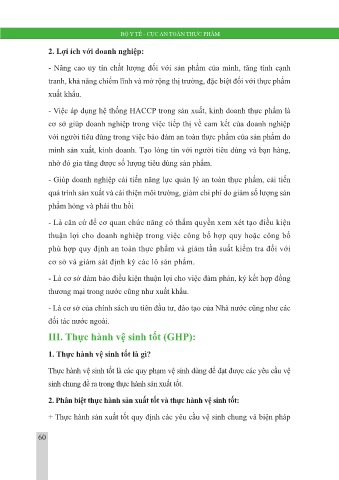 BỘ Y TẾ - CỤC AN TOÀN THỰC PHẨM
2. Lợi ích với doanh nghiệp:
- Nâng cao uy tín chất lượng đối với sản phẩm của mình, tăng tính cạnh
tranh, khả năng chiếm lĩnh và mở rộng thị trường, đặc biệt đối với thực phẩm
xuất khẩu.
- Việc áp dụng hệ thống HACCP trong sản xuất, kinh doanh thực phẩm là
cơ sở giúp doanh nghiệp trong việc tiếp thị về cam kết của doanh nghiệp
với người tiêu dùng trong việc bảo đảm an toàn thực phẩm của sản phẩm do
mình sản xuất, kinh doanh. Tạo lòng tin với người tiêu dùng và bạn hàng,
nhờ đó gia tăng được số lượng tiêu dùng sản phẩm.
- Giúp doanh nghiệp cải tiến năng lực quản lý an toàn thực phẩm, cải tiến
quá trình sản xuất và cải thiện môi trường, giảm chi phí do giảm số lượng sản
phẩm hỏng và phải thu hồi
- Là căn cứ để cơ quan chức năng có thẩm quyền xem xét tạo điều kiện
thuận lợi cho doanh nghiệp trong việc công bố hợp quy hoặc công bố
phù hợp quy định an toàn thực phẩm và giảm tần suất kiểm tra đối với
cơ sở và giám sát định kỳ các lô sản phẩm.
- Là cơ sở đảm bảo điều kiện thuận lợi cho việc đàm phán, ký kết hợp đồng
thương mại trong nước cũng như xuất khẩu.
- Là cơ sở của chính sách ưu tiên đầu tư, đào tạo của Nhà nước cũng như các
đối tác nước ngoài.
III. Thực hành vệ sinh tốt (GHP):
1. Thực hành vệ sinh tốt là gì?
Thực hành vệ sinh tốt là các quy phạm vệ sinh dùng để đạt được các yêu cầu vệ
sinh chung đề ra trong thực hành sản xuất tốt.
2. Phân biệt thực hành sản xuất tốt và thực hành vệ sinh tốt:
+ Thực hành sản xuất tốt quy định các yêu cầu vệ sinh chung và biện pháp
60